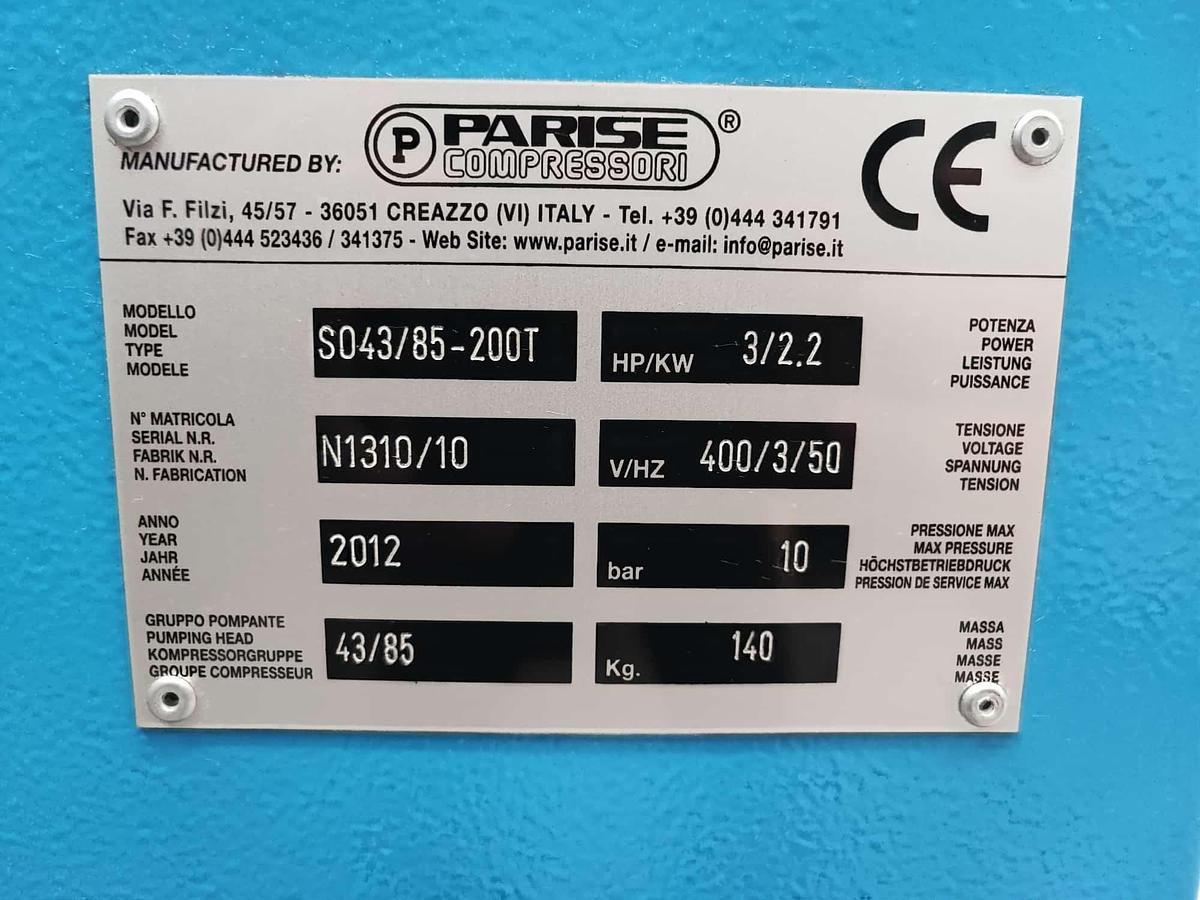 MANUFACTURED BY: P PARISE COMPRESSORI ® CE
Via F. Filzi, 45/57 - 36051 CREAZZO (VI) ITALY - Tel. +39 (0)444 341791
Fax +39 (0)444 523436 / 341375 - Web Site: www.parise.it / e-mail: info@parise.it
MODELLO
MODEL
TYPE
MODELE
SO43/85-200T
HP/KW 3/2.2
POTENZA
POWER
LEISTUNG
PUISSANCE
N° MATRICOLA
SERIAL N.R.
FABRIK N.R.
N. FABRICATION
N1310/10
V/HZ 400/3/50
TENSIONE
VOLTAGE
SPANNUNG
TENSION
ANNO
YEAR
JAHR
ANNÉE
2012
bar 10
PRESSIONE MAX
MAX PRESSURE
HÖCHSTBETRIEBDRUCK
PRESSION DE SERVICE MAX
GRUPPO POMPANTE
PUMPING HEAD
KOMPRESSORGRUPPE
GROUPE COMPRESSEUR
43/85
Kg. 140
MASSA
MASS
MASSE
MASSE